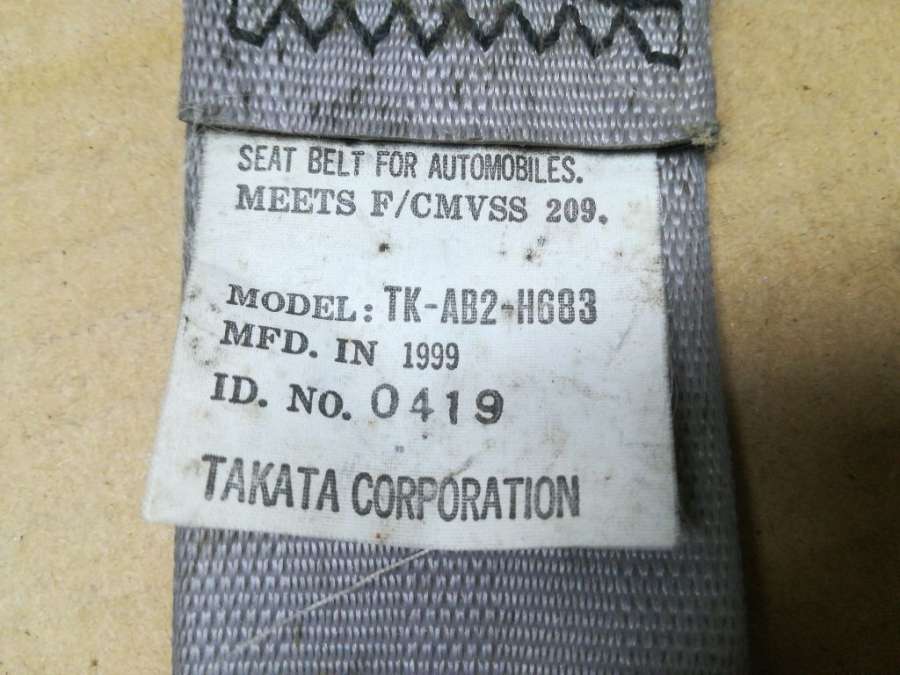 SEAT BELT FOR AUTOMOBILES.
MEETS F/CMVSS 209.
MODEL: TK-AB2-H683
MFD. IN 1999
ID. NO. 0419
TAKATA CORPORATION